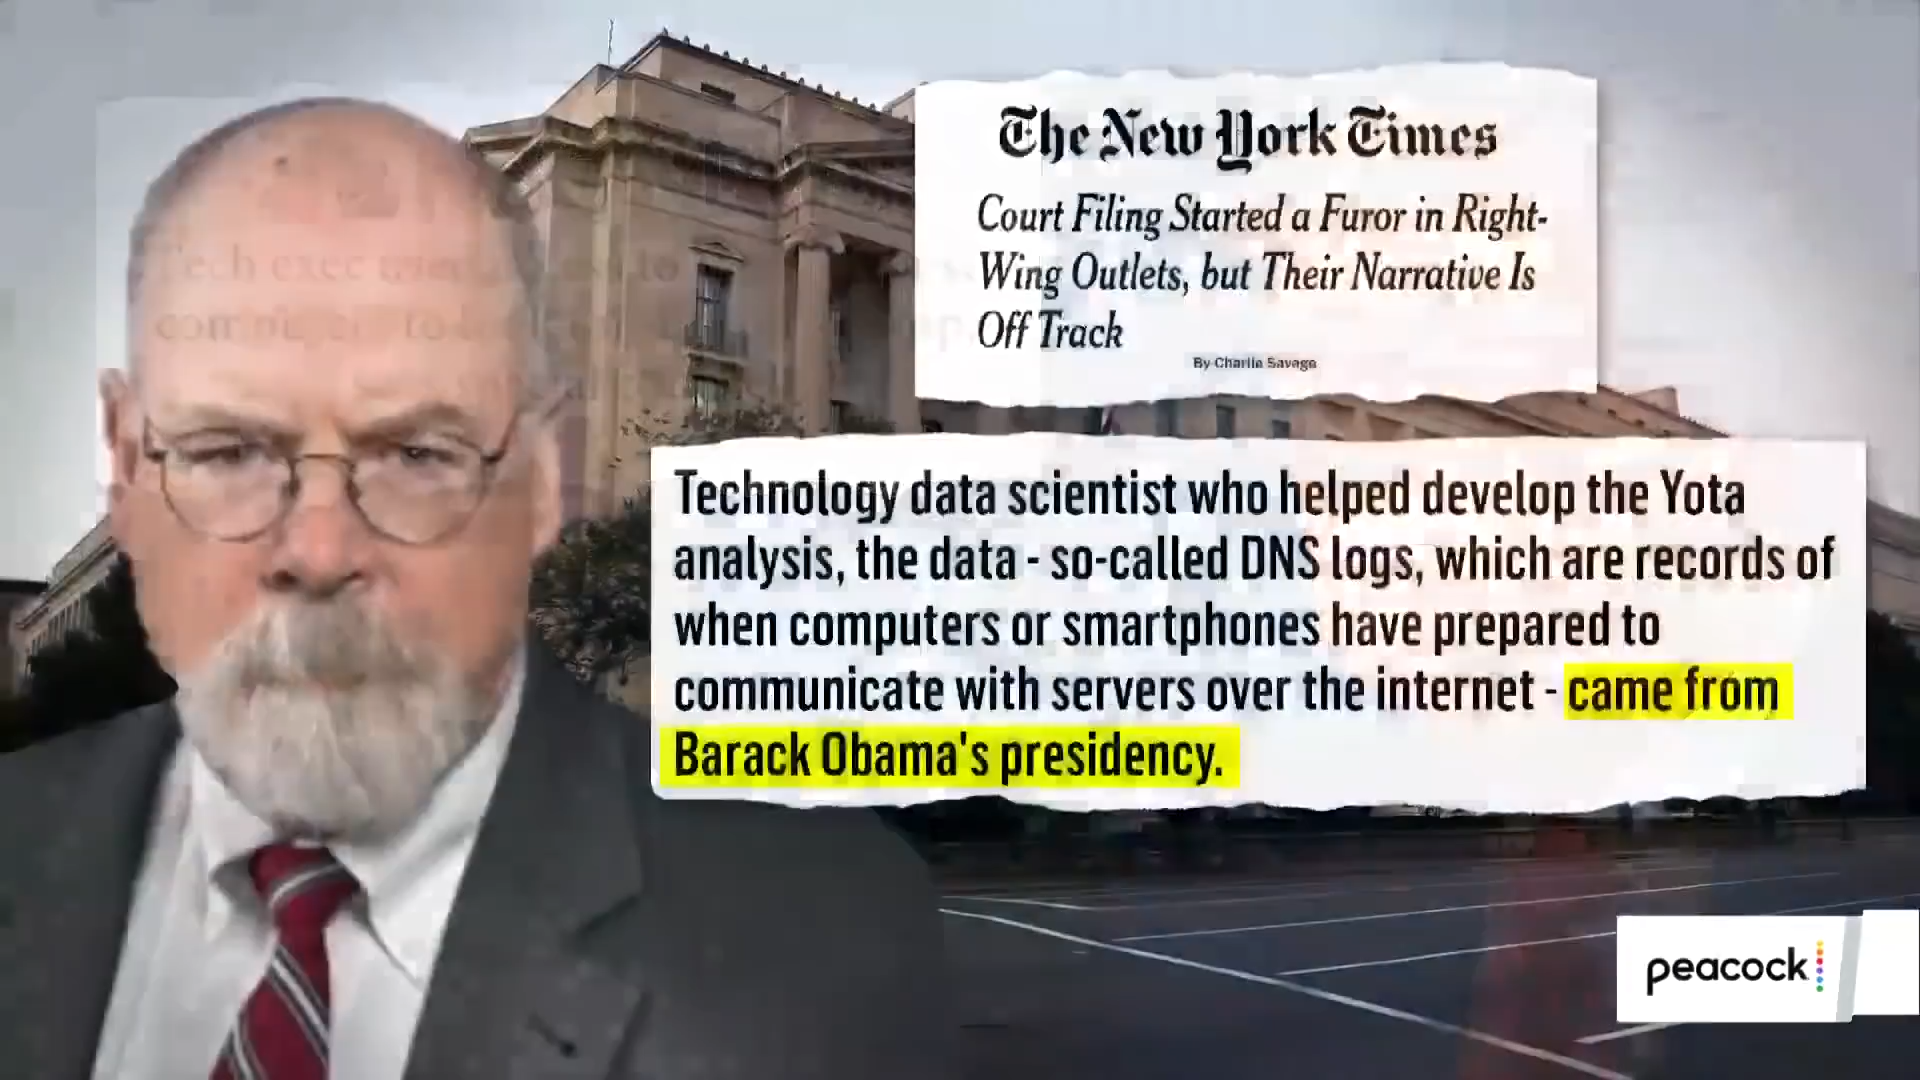 The New York Times
Court Filing Started a Furor in Right-
Wing Outlets, but Their Narrative Is
Off Track
By Charlie Savage
Tech exec
to
Technology data scientist who helped develop the Yota
analysis, the data - so-called DNS logs, which are records of
when computers or smartphones have prepared to
communicate with servers over the internet - came from
Barack Obama's presidency.
peacock